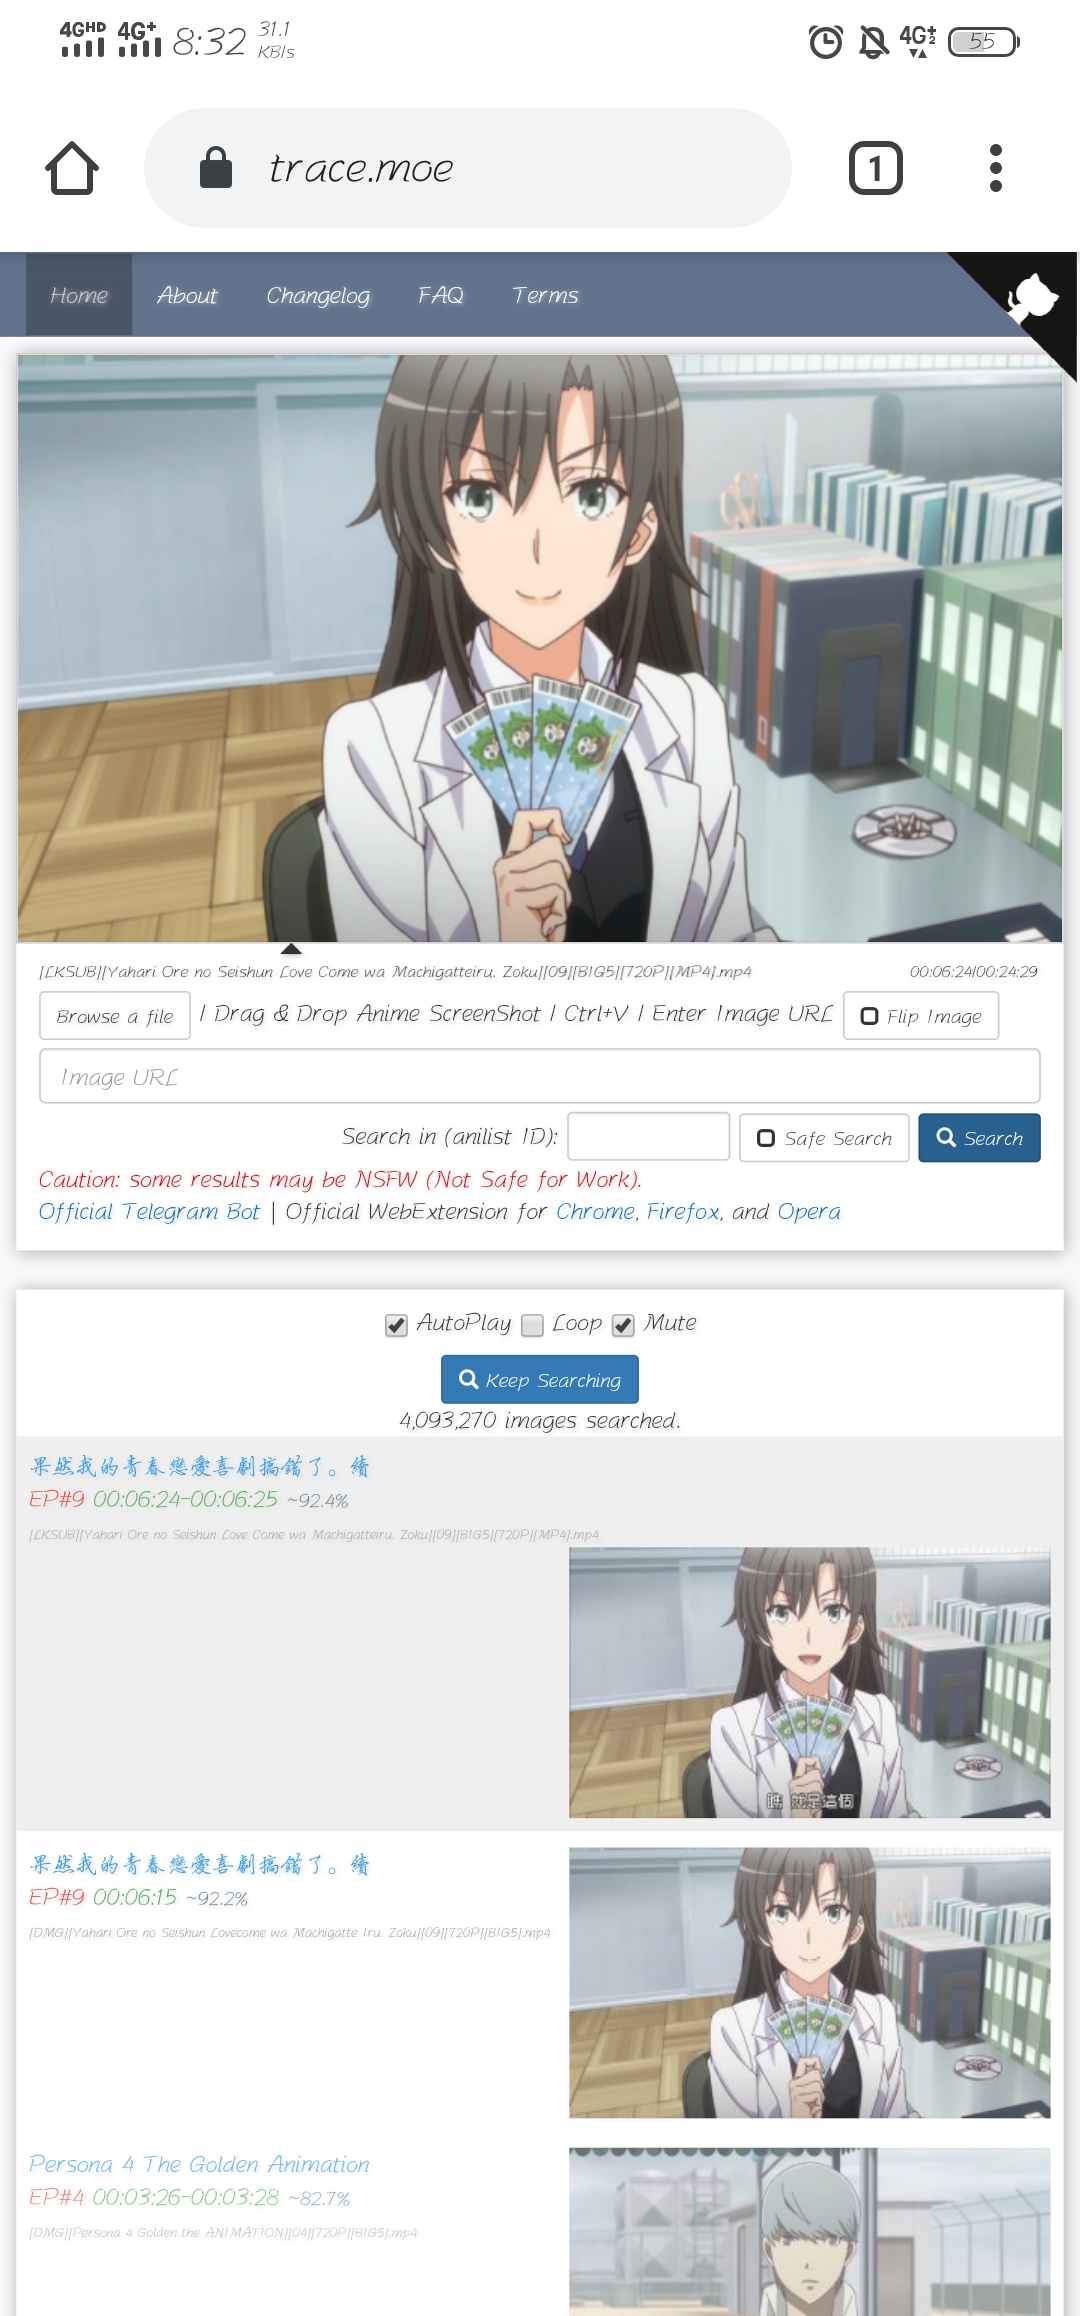 4GHD 4G+ 8:32 31.1 KB/s 4G+2 55
trace.moe 1
Home About Changelog FAQ Terms
[LKSUB][Yahari Ore no Seishun Love Come wa Machigatteiru. Zoku][09][BIG5][720P][MP4].mp4 00:06:24/00:24:29
Browse a file | Drag & Drop Anime ScreenShot | Ctrl+V | Enter Image URL Flip Image
Image URL
Search in (anilist ID): Safe Search Search
Caution: some results may be NSFW (Not Safe for Work).
Official Telegram Bot | Official WebExtension for Chrome, Firefox, and Opera
AutoPlay Loop Mute
Keep Searching
4,093,270 images searched.
果然我的青春戀愛喜劇搞錯了。續
EP#9 00:06:24-00:06:25 ~92.4%
[LKSUB][Yahari Ore no Seishun Love Come wa Machigatteiru. Zoku][09][BIG5][720P][MP4].mp4
就是這個
果然我的青春戀愛喜劇搞錯了。續
EP#9 00:06:15 ~92.2%
[DMG][Yahari Ore no Seishun Lovecome wa Machigatte Iru. Zoku][09][720P][BIG5].mp4
Persona 4 The Golden Animation
EP#4 00:03:26-00:03:28 ~82.7%
[DMG][Persona 4 Golden the ANIMATION][04][720P][BIG5].mp4